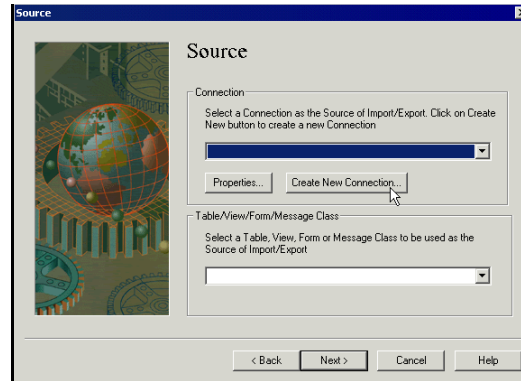 Source
Source
Connection
Select a Connection as the Source of Import/Export. Click on Create
New button to create a new Connection
Properties...
Create New Connection...
Table/View/Form/Message Class
Select a Table, View, Form or Message Class to be used as the
Source of Import/Export
< Back
Next >
Cancel
Help